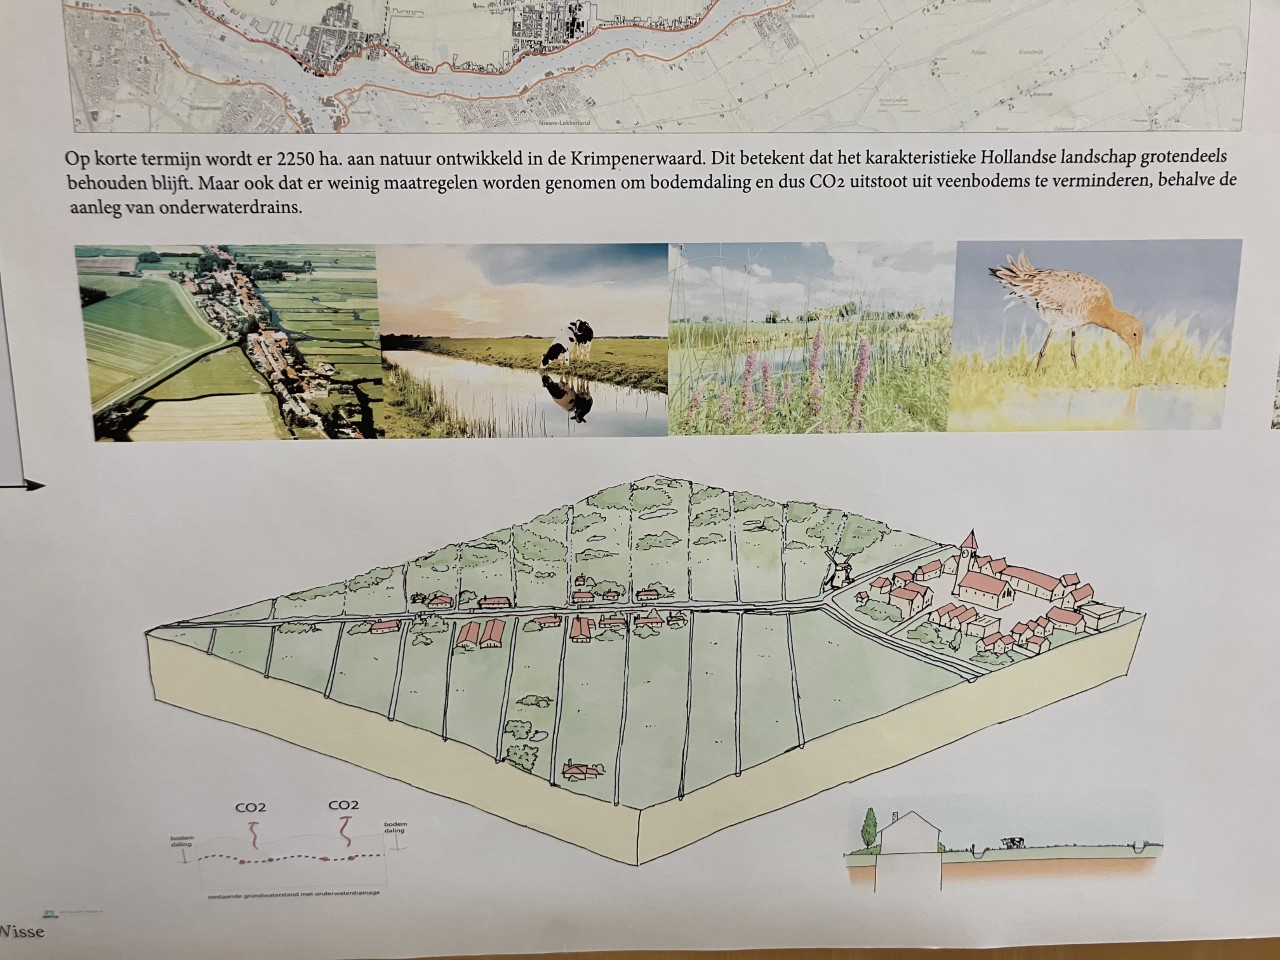 Nieuw-Lekkerland
Op korte termijn wordt er 2250 ha. aan natuur ontwikkeld in de Krimpenerwaard. Dit betekent dat het karakteristieke Hollandse landschap grotendeels
behouden blijft. Maar ook dat er weinig maatregelen worden genomen om bodemdaling en dus CO2 uitstoot uit veenbodems te verminderen, behalve de
aanleg van onderwaterdrains.
CO2 CO2
bodem
daling
bodem
daling
bestaande grondwaterstand met onderwaterdrainage
Nisse